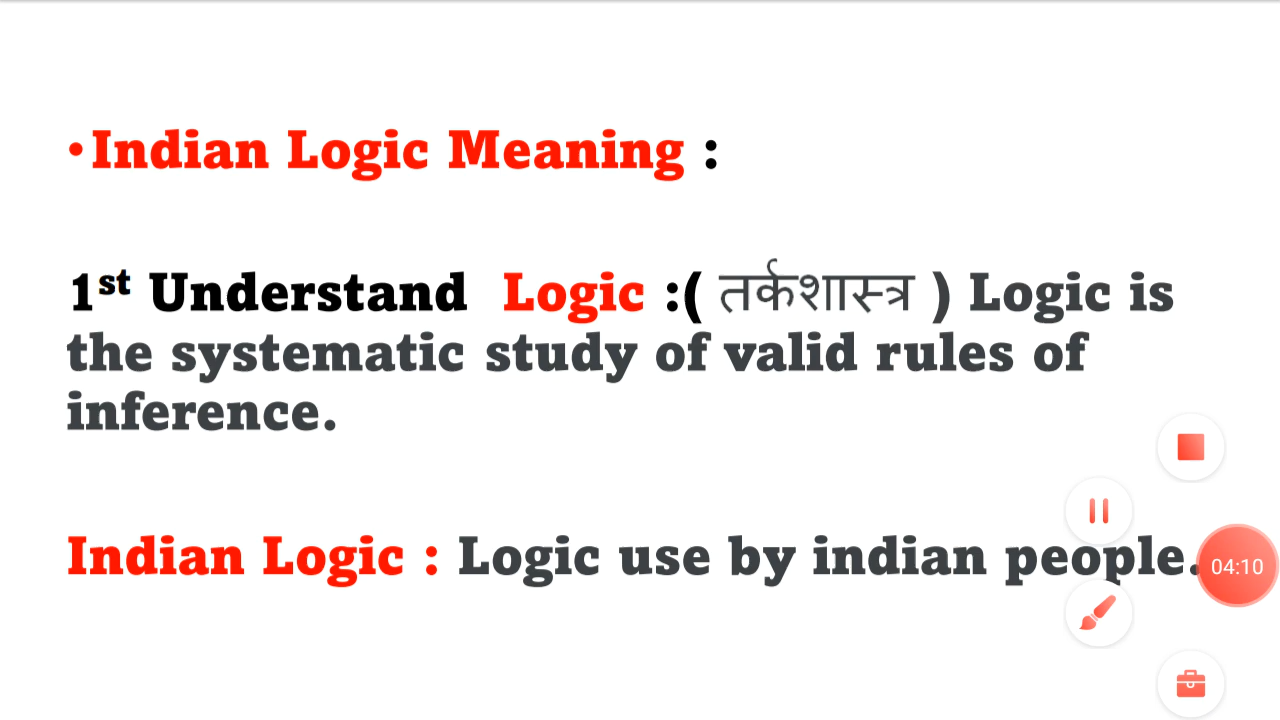 •Indian Logic Meaning :
1st Understand Logic :( तर्कशास्त्र ) Logic is
the systematic study of valid rules of
inference.
Indian Logic : Logic use by indian people.
04:10